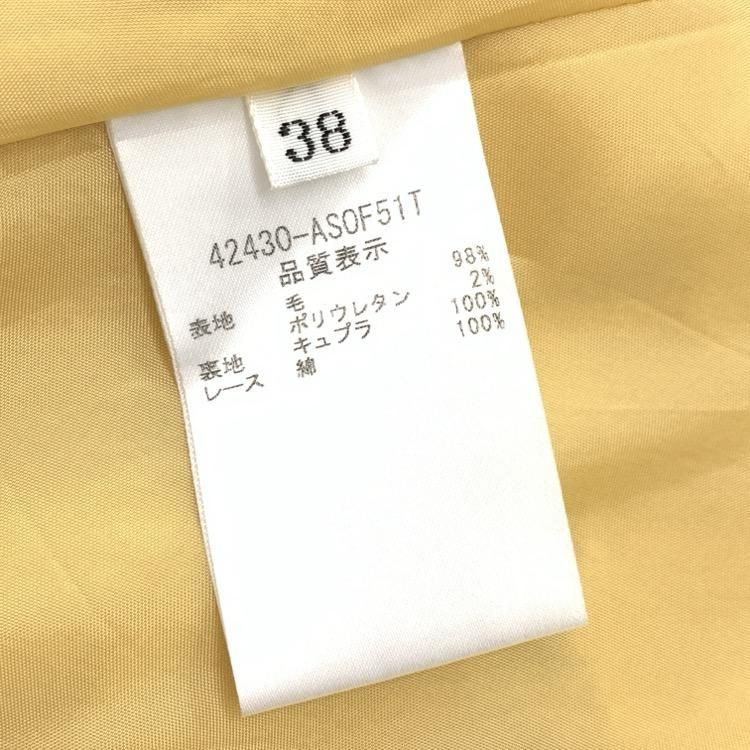 38
42430-ASOF51T
品質表示
表地 毛 98%
ポリウレタン 2%
裏地 キュプラ 100%
レース 綿 100%